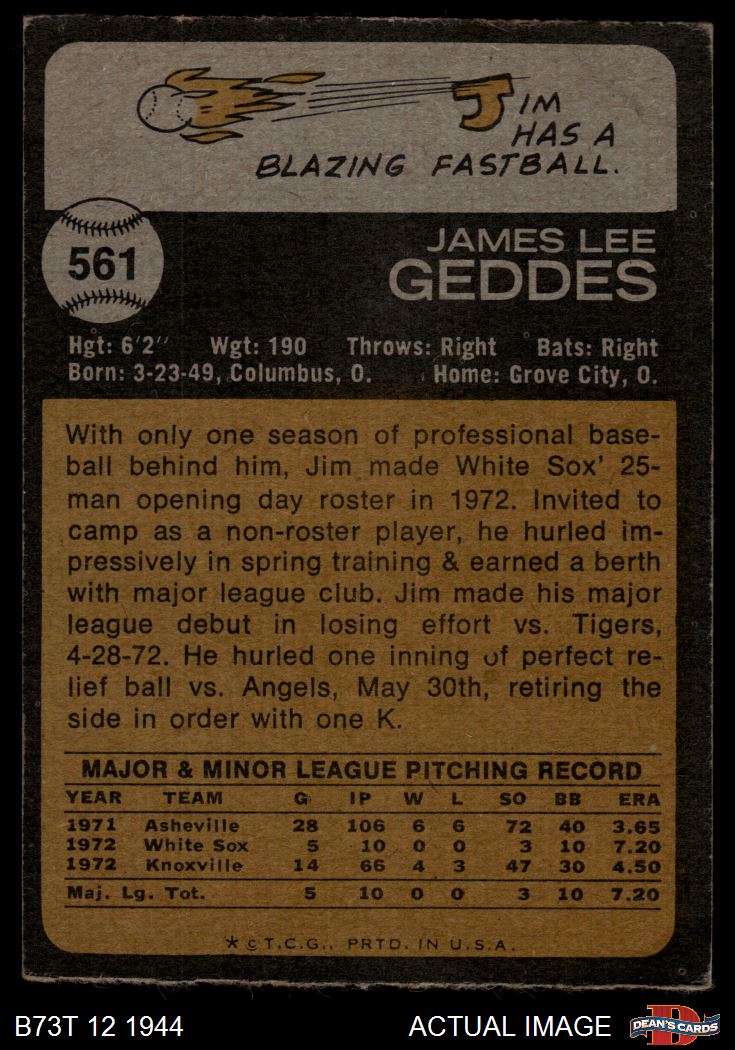 JIM
HAS A
BLAZING FASTBALL.
561
JAMES LEE
GEDDES
Hgt: 6'2" Wgt: 190 Throws: Right Bats: Right
Born: 3-23-49, Columbus, O. Home: Grove City, O.
With only one season of professional base-
ball behind him, Jim made White Sox' 25-
man opening day roster in 1972. Invited to
camp as a non-roster player, he hurled im-
pressively in spring training & earned a berth
with major league club. Jim made his major
league debut in losing effort vs. Tigers,
4-28-72. He hurled one inning of perfect re-
lief ball vs. Angels, May 30th, retiring the
side in order with one K.
MAJOR & MINOR LEAGUE PITCHING RECORD
YEAR TEAM G IP W L SO BB ERA
1971 Asheville 28 106 6 6 72 40 3.65
1972 White Sox 5 10 0 0 3 10 7.20
1972 Knoxville 14 66 4 3 47 30 4.50
Maj. Lg. Tot. 5 10 0 0 3 10 7.20
* © T.C.G., PRTD. IN U.S.A.
B73T 12 1944 ACTUAL IMAGE D DEAN'S CARDS